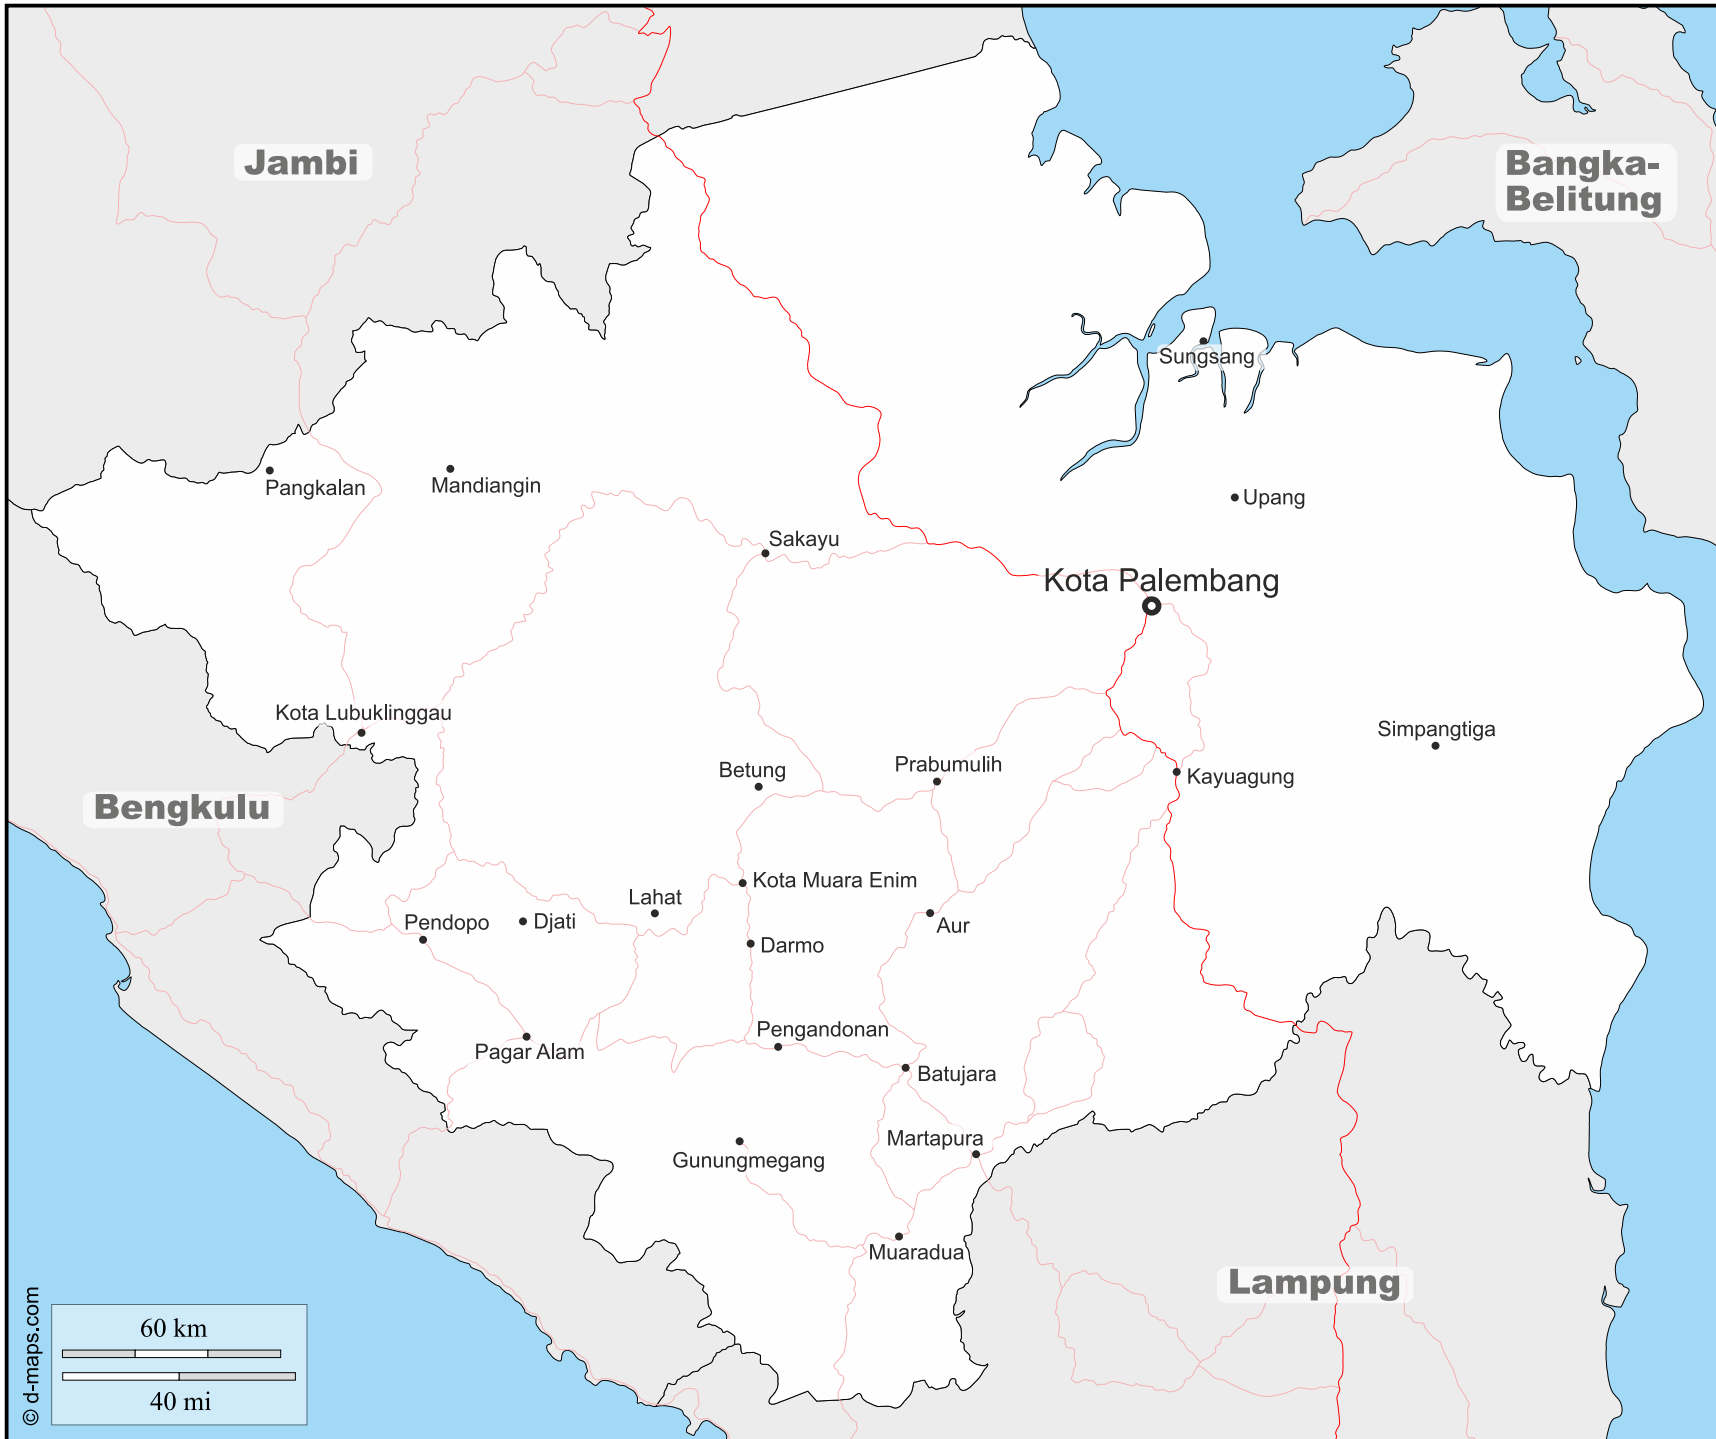 Jambi
Bangka-
Belitung
Sungsang
Pangkalan
Mandiangin
Upang
Sakayu
Kota Palembang
Kota Lubuklinggau
Simpangtiga
Betung
Prabumulih
Kayuagung
Bengkulu
Kota Muara Enim
Lahat
Pendopo
Djati
Aur
Darmo
Pengandonan
Pagar Alam
Batujara
Martapura
Gunungmegang
Muaradua
Lampung
60 km
40 mi
© d-maps.com